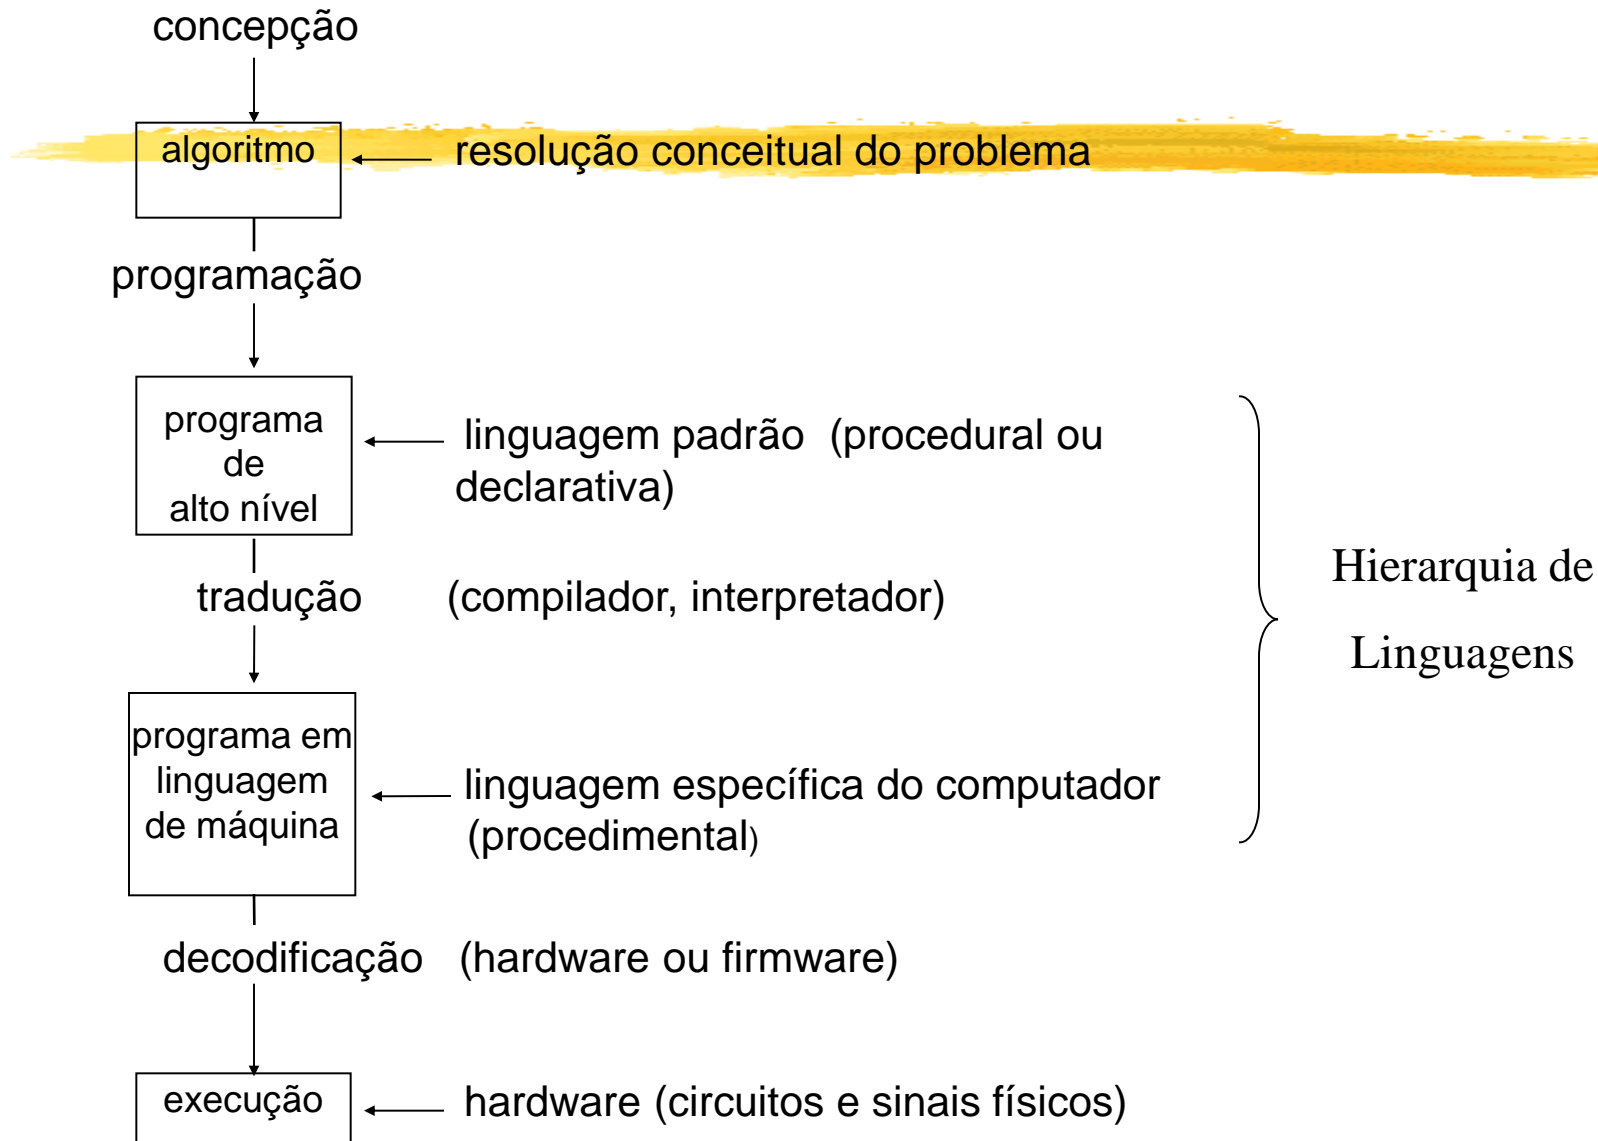 concepção
algoritmo
resolução conceitual do problema
programação
programa
de
alto nível
linguagem padrão (procedural ou
declarativa)
tradução (compilador, interpretador)
Hierarquia de
Linguagens
programa em
linguagem
de máquina
linguagem específica do computador
(procedimental)
decodificação (hardware ou firmware)
execução
hardware (circuitos e sinais físicos)